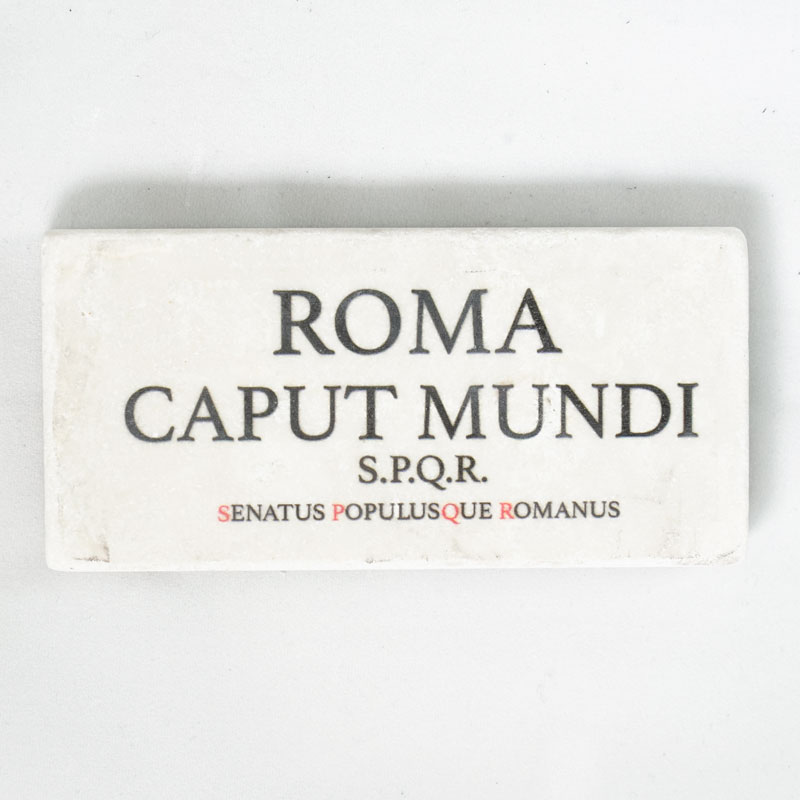 ROMA
CAPUT MUNDI
S.P.Q.R.
SENATUS POPULUSQUE ROMANUS